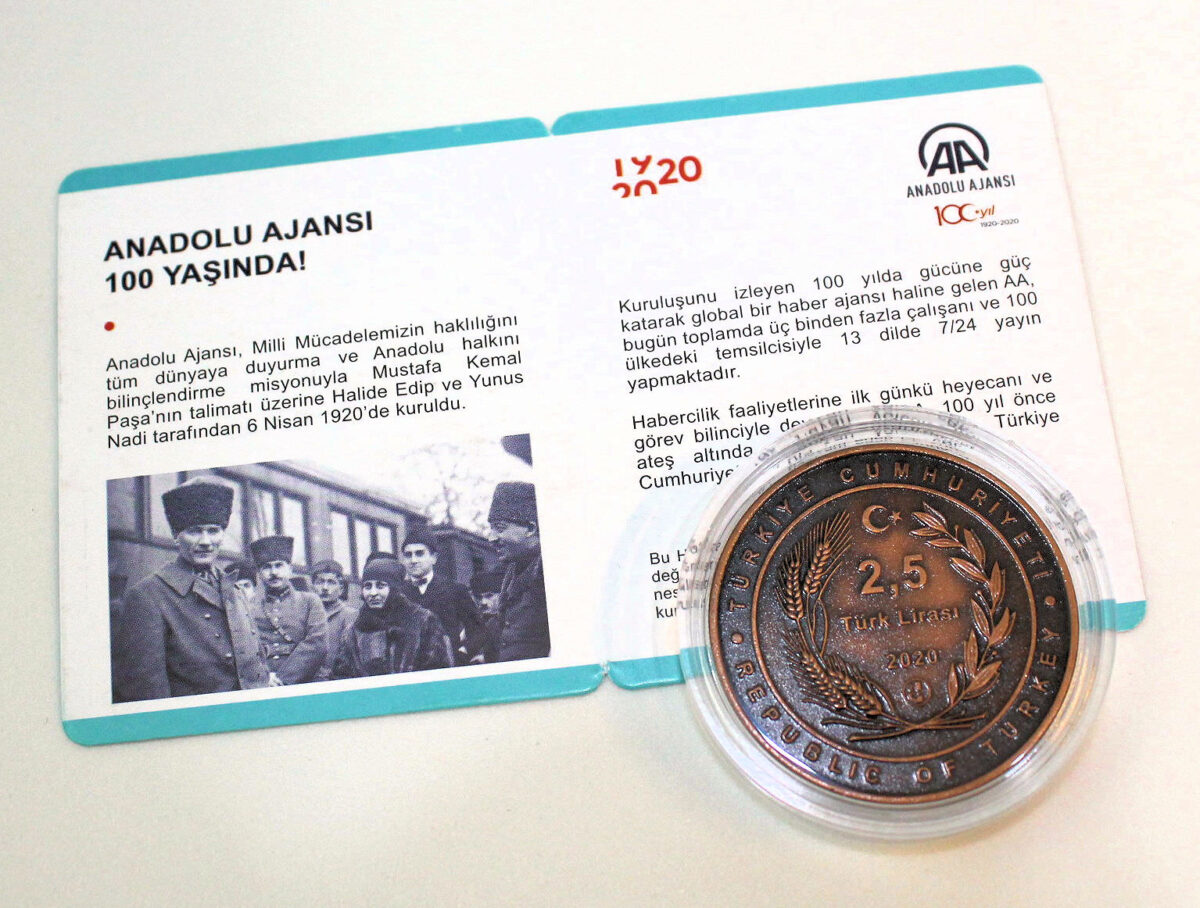 ANADOLU AJANSI
100 YAŞINDA!
Anadolu Ajansı, Milli Mücadelemizin haklılığını
tüm dünyaya duyurma ve Anadolu halkını
bilinçlendirme misyonuyla Mustafa Kemal
Paşa'nın talimatı üzerine Halide Edip ve Yunus
Nadi tarafından 6 Nisan 1920'de kuruldu.
19
2020
AA
ANADOLU AJANSI
100.yıl
1920-2020
Kuruluşunu izleyen 100 yılda gücüne güç
katarak global bir haber ajansı haline gelen AA,
bugün toplamda üç binden fazla çalışanı ve 100
ülkedeki temsilcisiyle 13 dilde 7/24 yayın
yapmaktadır.
Habercilik faaliyetlerine ilk günkü heyecanı ve
görev bilinciyle 100 yıl önce
ateş altında Türkiye
Bu
TÜRKİYE CUMHURİYETİ
2,5
Türk Lirası
2020
REPUBLIC OF TURKEY